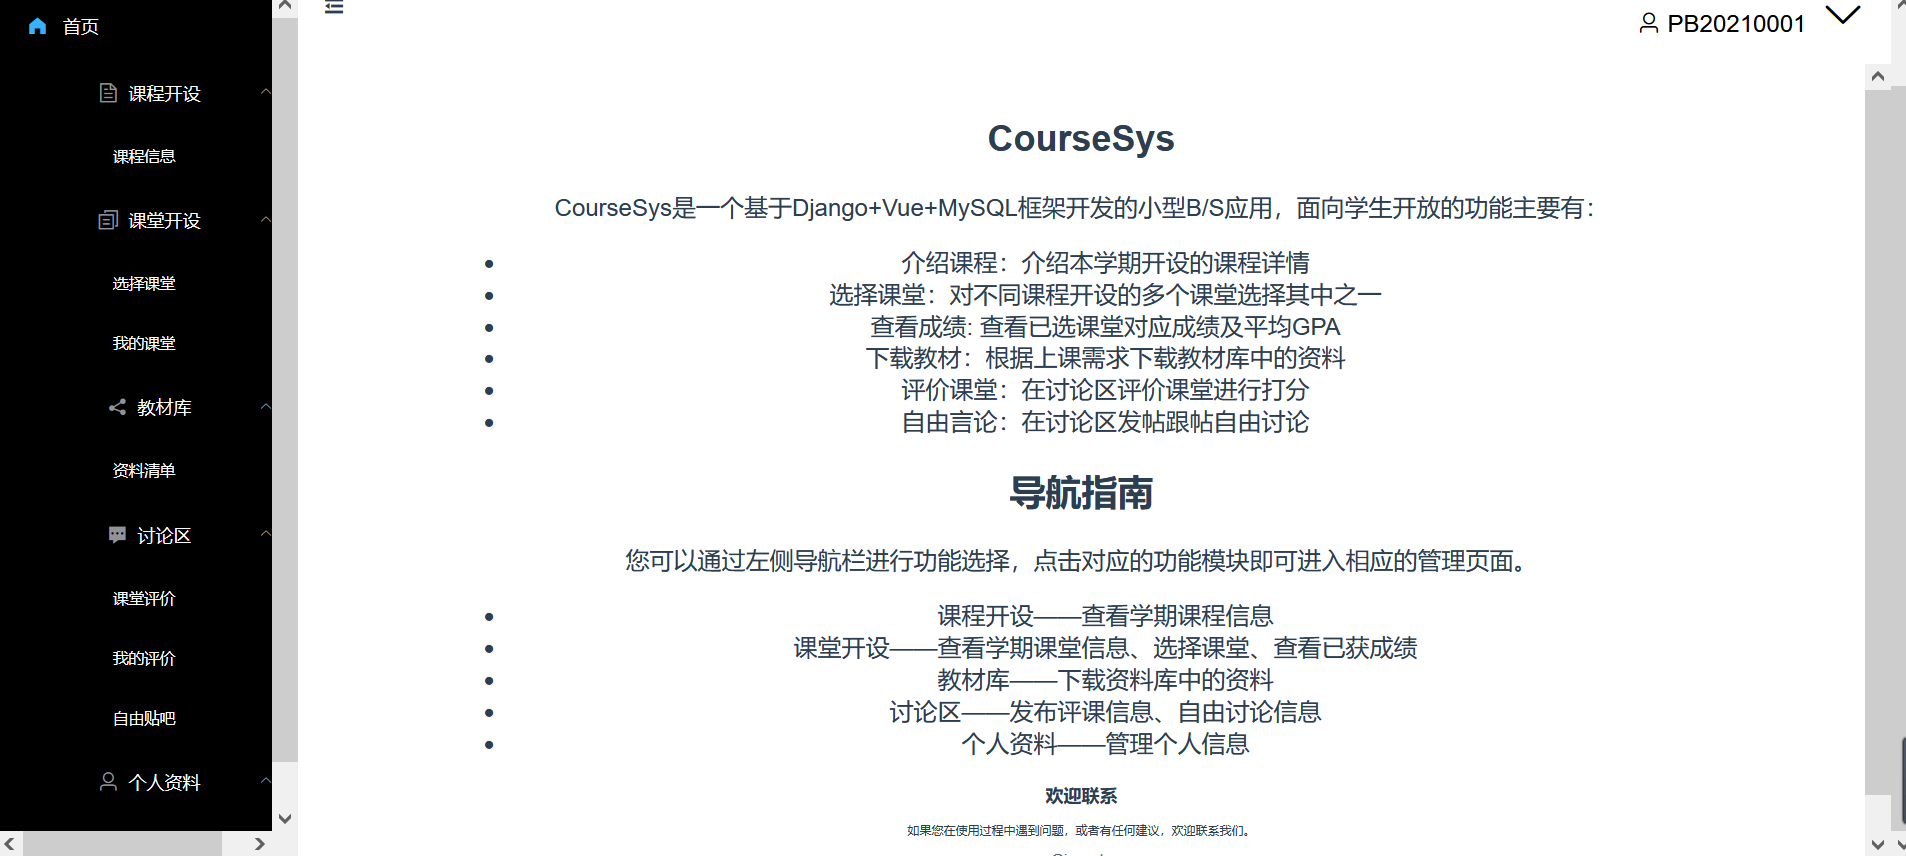 首页
课程开设
课程信息
课堂开设
选择课堂
我的课堂
教材库
资料清单
讨论区
课堂评价
我的评价
自由贴吧
个人资料
PB20210001
CourseSys
CourseSys是一个基于Django+Vue+MySQL框架开发的小型B/S应用，面向学生开放的功能主要有：
介绍课程：介绍本学期开设的课程详情
选择课堂：对不同课程开设的多个课堂选择其中之一
查看成绩: 查看已选课堂对应成绩及平均GPA
下载教材：根据上课需求下载教材库中的资料
评价课堂：在讨论区评价课堂进行打分
自由言论：在讨论区发帖跟帖自由讨论
导航指南
您可以通过左侧导航栏进行功能选择，点击对应的功能模块即可进入相应的管理页面。
课程开设——查看学期课程信息
课堂开设——查看学期课堂信息、选择课堂、查看已获成绩
教材库——下载资料库中的资料
讨论区——发布评课信息、自由讨论信息
个人资料——管理个人信息
欢迎联系
如果您在使用过程中遇到问题，或者有任何建议，欢迎联系我们。